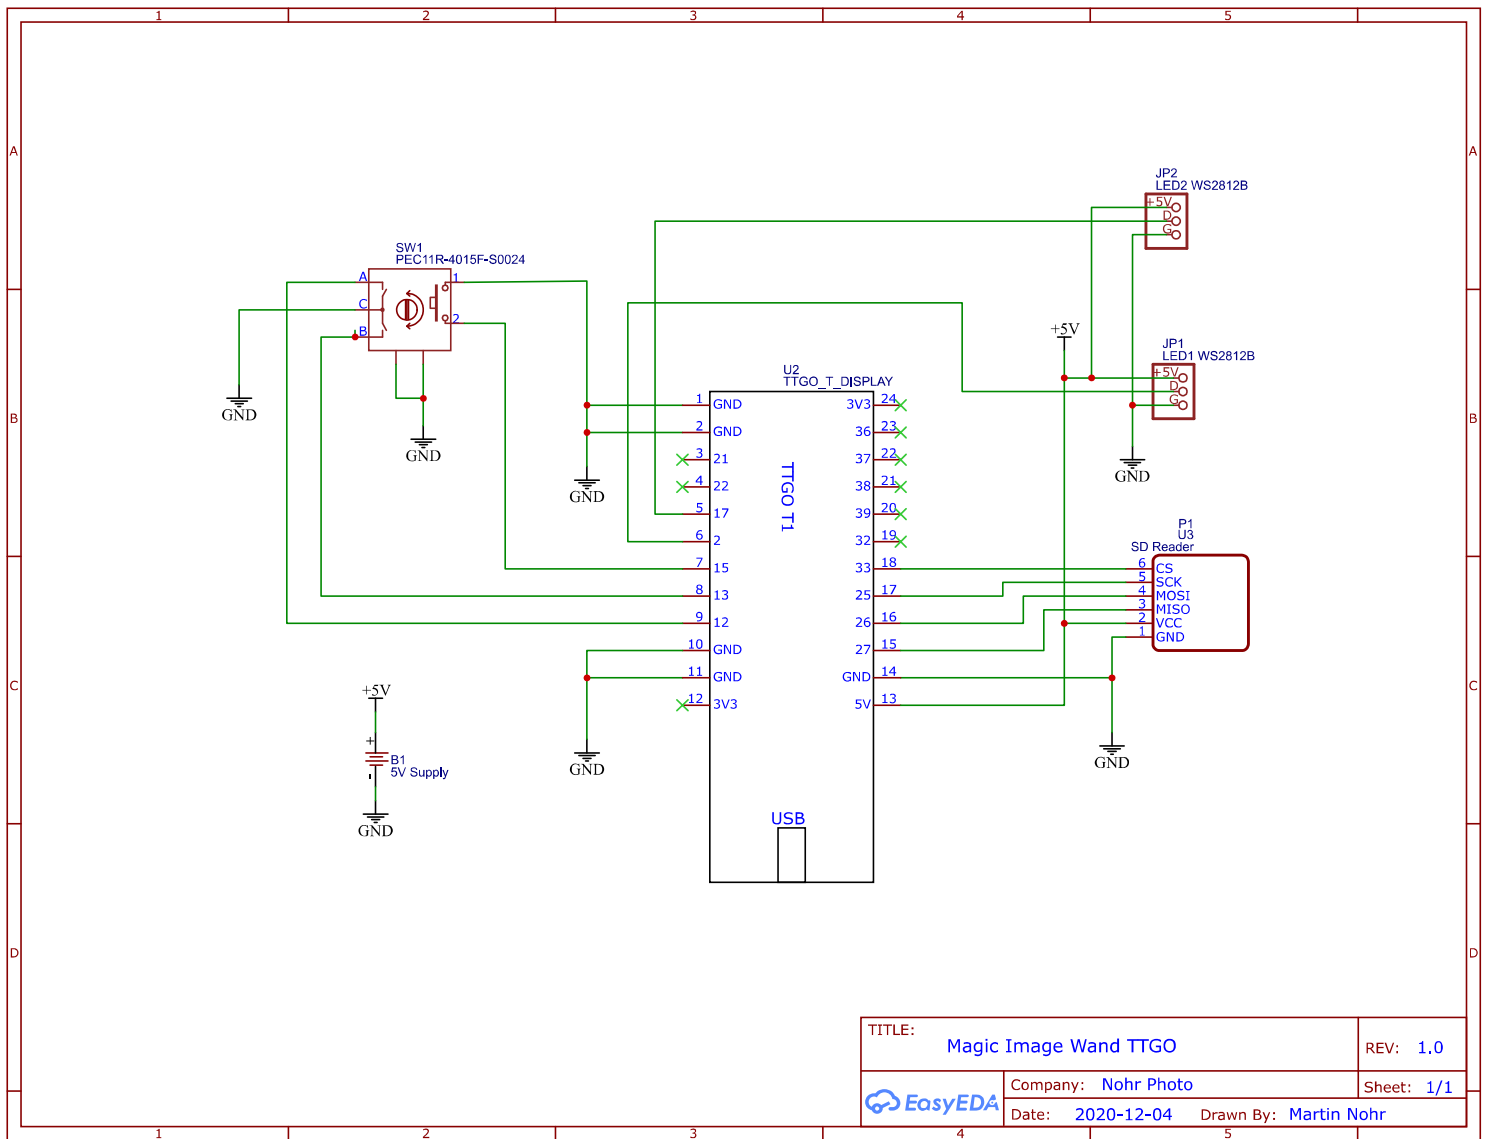 1 2 3 4 5
A A
B B
C C
D D
JP2
LED2 WS2812B
+5V
D
G
SW1
PEC11R-4015F-S0024
A
C
B
1
2
GND
GND
GND
+5V
JP1
LED1 WS2812B
+5V
D
G
GND
U2
TTGO_T_DISPLAY
TTGO T1
1 GND
2 GND
3 21
4 22
5 17
6 2
7 15
8 13
9 12
10 GND
11 GND
12 3V3
3V3 24
36 23
37 22
38 21
39 20
32 19
33 18
25 17
26 16
27 15
GND 14
5V 13
USB
P1
U3
SD Reader
6 CS
5 SCK
4 MOSI
3 MISO
2 VCC
1 GND
GND
GND
+5V
+
B1
5V Supply
-
GND
TITLE:
Magic Image Wand TTGO
REV: 1.0
EasyEDA
Company: Nohr Photo
Sheet: 1/1
Date: 2020-12-04 Drawn By: Martin Nohr
1 2 3 4 5